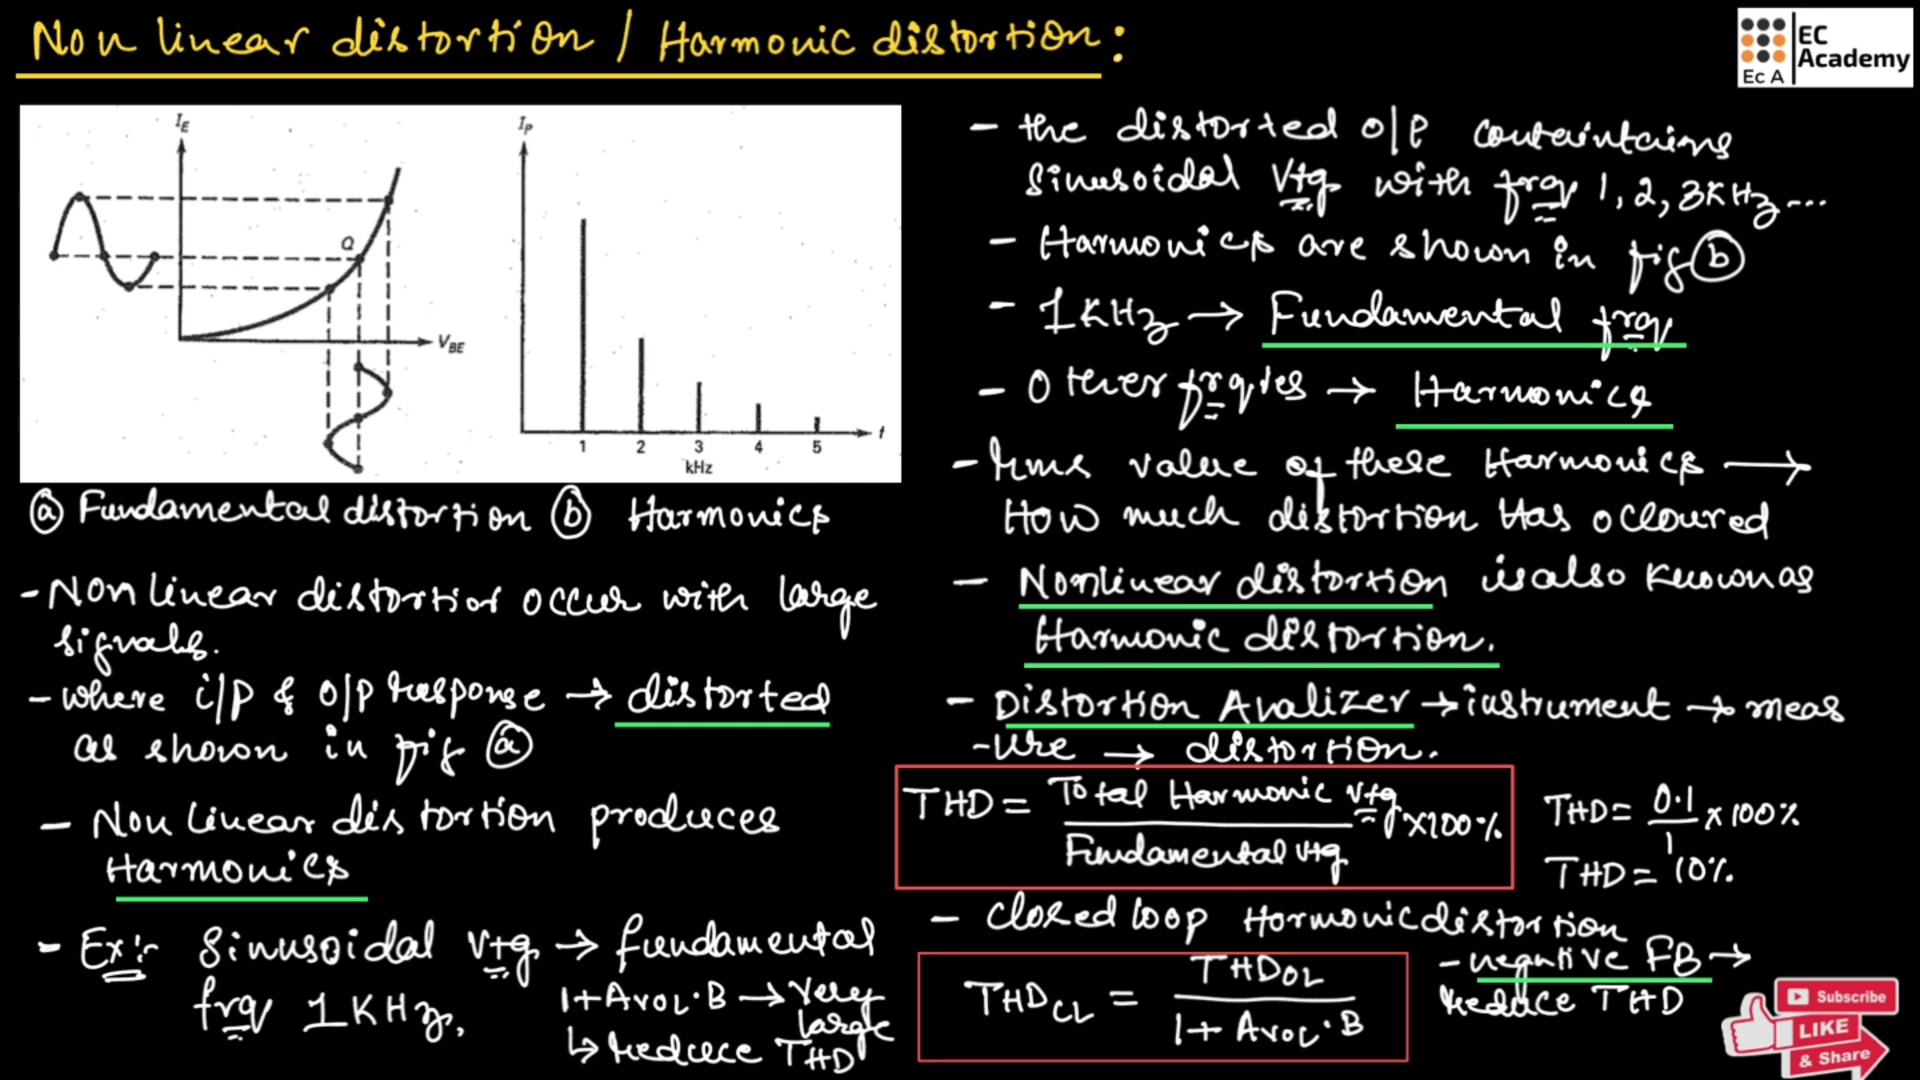 Non linear distortion / Harmonic distortion :
EC
Academy
Ec A
IE
Q
VBE
IP
1 2 3 4 5
kHz
f
ⓐ Fundamental distortion ⓑ Harmonics
- Non linear distortion occur with large
signals.
- where i/p & o/p response → distorted
as shown in fig ⓐ
- Non linear distortion produces
Harmonics
- Ex:- Sinusoidal vtg → fundamental
frq 1KHz,
1+AVOL·B → very
large
↳ reduce THD
- the distorted o/p
sinusoidal vtg with frq 1, 2, 3KHz ...
- Harmonics are shown in fig ⓑ
- 1KHz → Fundamental frq
- Other frqies → Harmonics
- rms value of these Harmonics →
How much distortion has occoured
- Nonlinear distortion is also known as
Harmonic distortion.
- Distortion Analizer → instrument → meas
-ure → distortion.
THD = Total Harmonic vtg / Fundamental vtg ×100%
THD = 0.1 / 1 × 100%
THD = 10%
- closed loop Hormonic distortion
THDCL = THDOL / 1 + AVOL·B
- negative FB →
reduce THD
Subscribe
LIKE
& Share